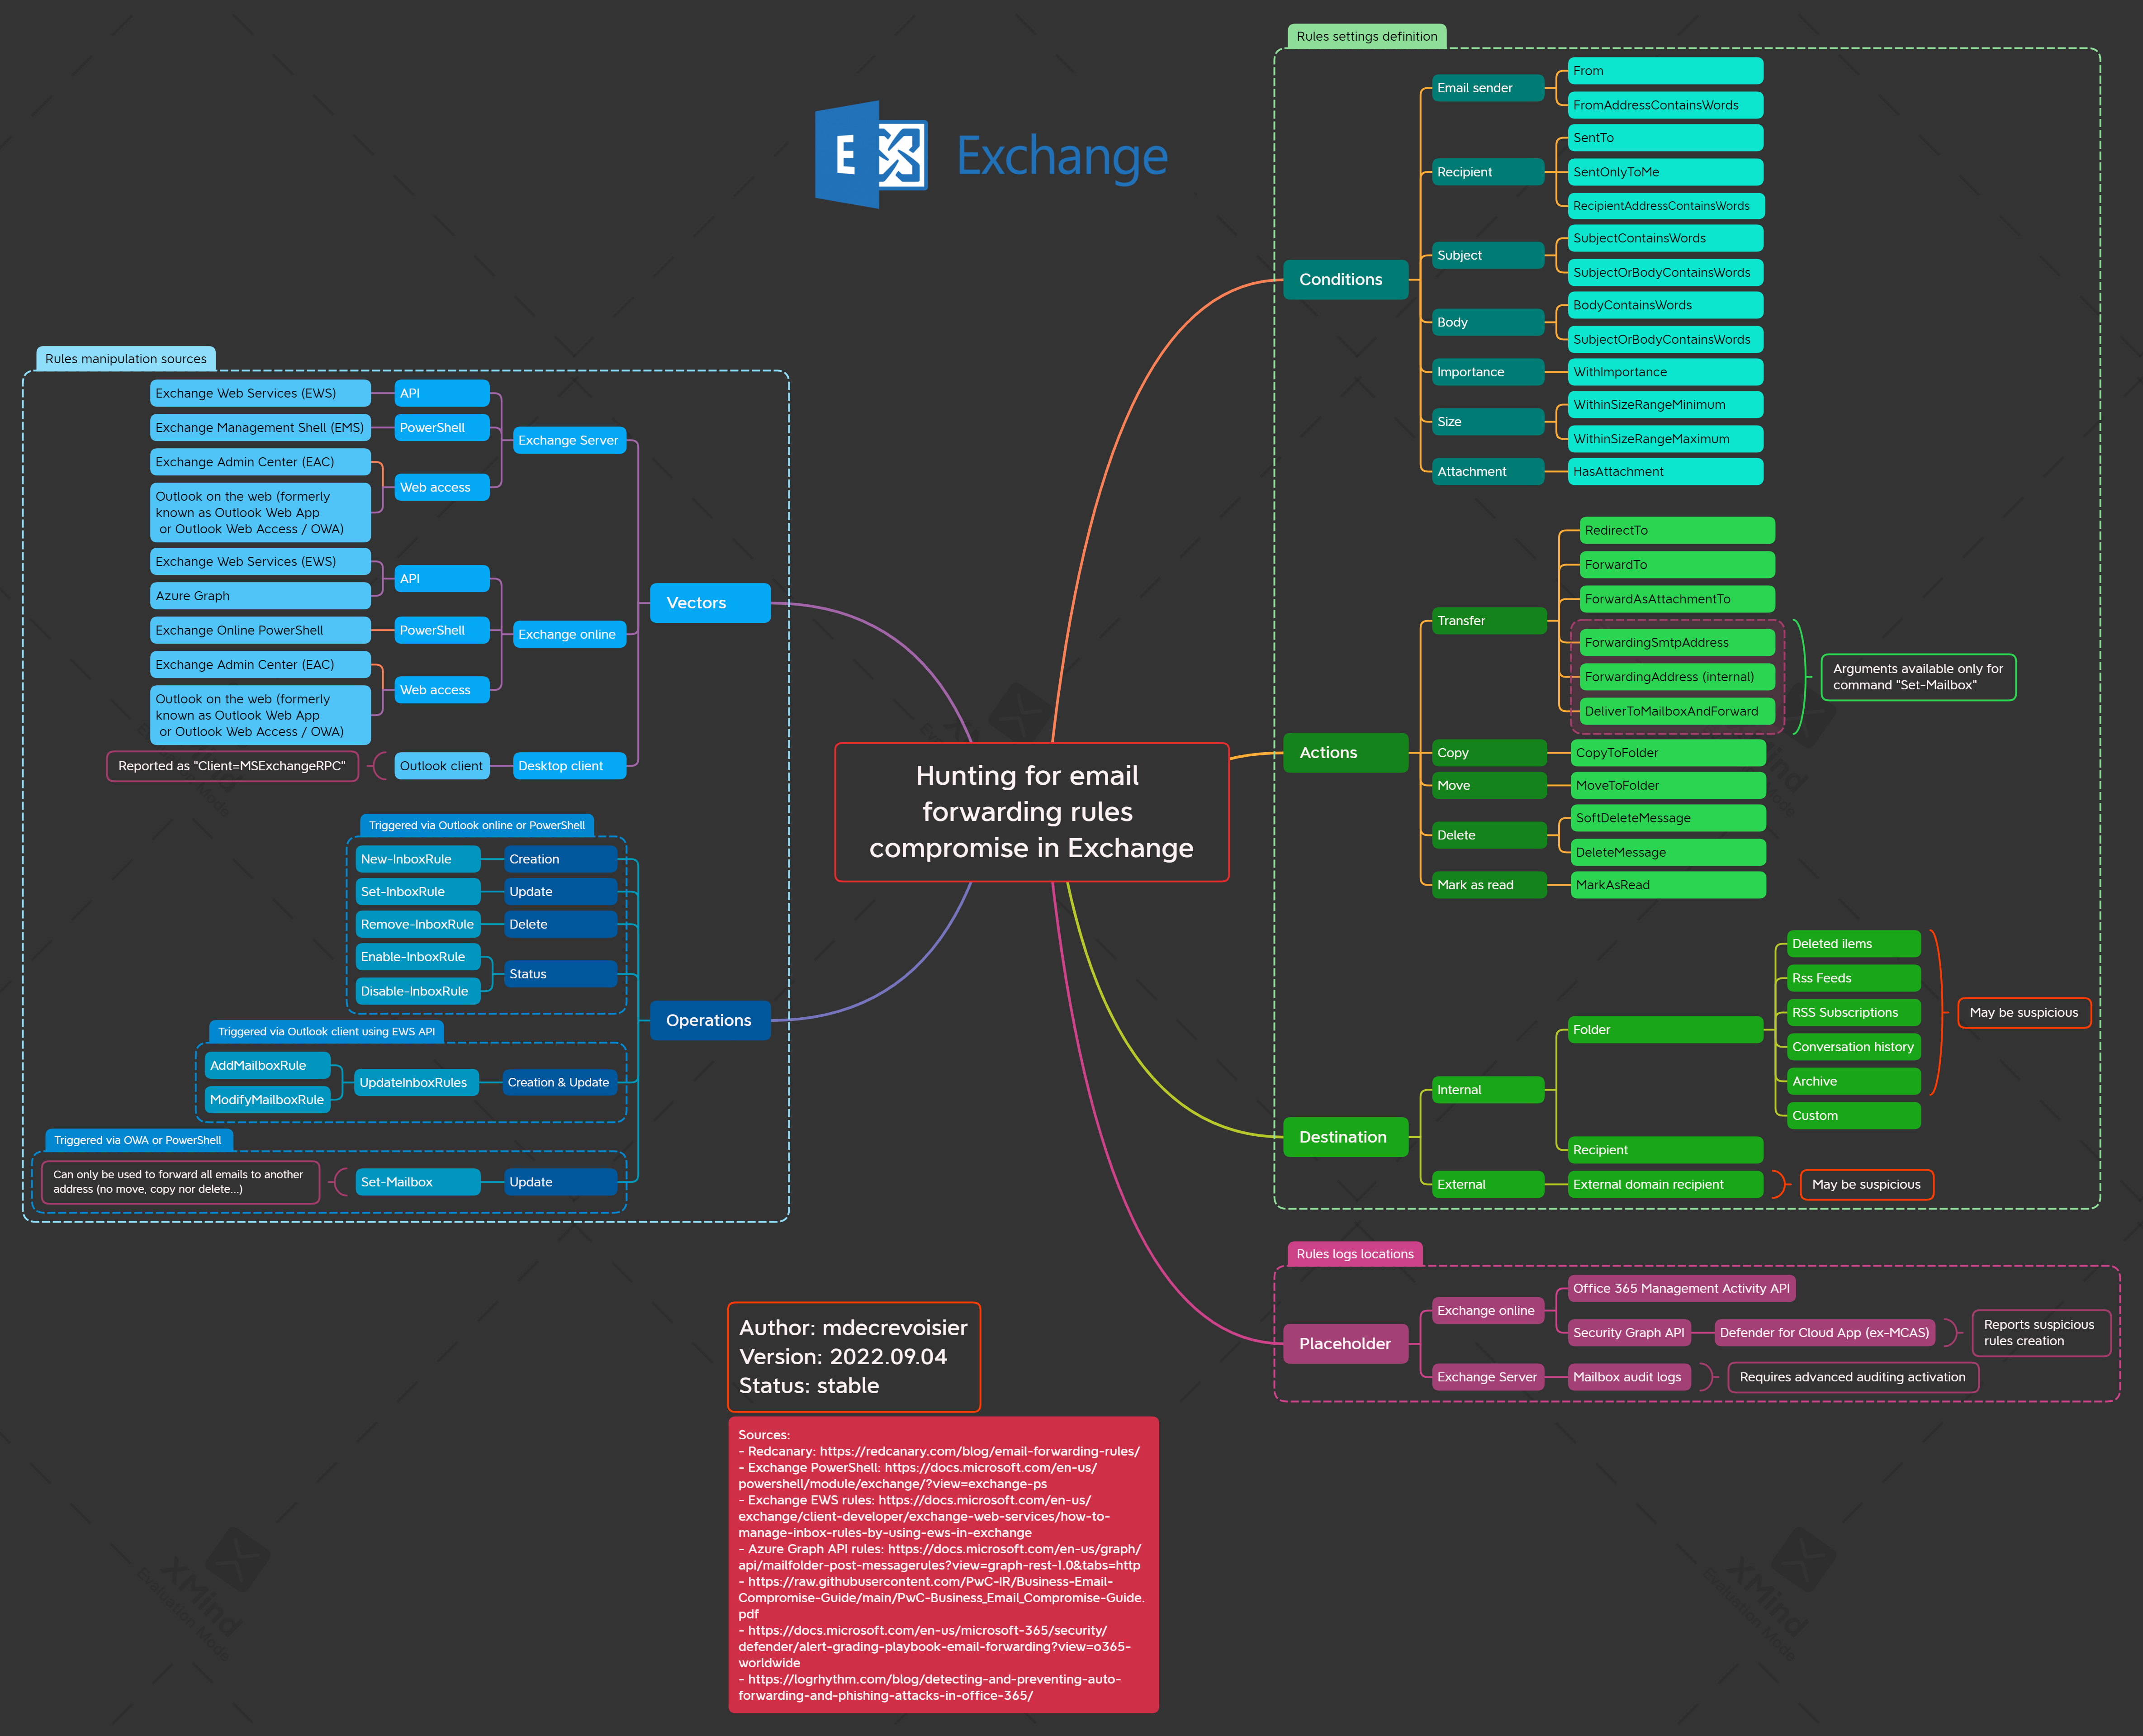 E Exchange
Rules settings definition
Conditions
Email sender
From
FromAddressContainsWords
Recipient
SentTo
SentOnlyToMe
RecipientAddressContainsWords
Subject
SubjectContainsWords
SubjectOrBodyContainsWords
Body
BodyContainsWords
SubjectOrBodyContainsWords
Importance
WithImportance
Size
WithinSizeRangeMinimum
WithinSizeRangeMaximum
Attachment
HasAttachment
Actions
Transfer
RedirectTo
ForwardTo
ForwardAsAttachmentTo
ForwardingSmtpAddress
ForwardingAddress (internal)
DeliverToMailboxAndForward
Arguments available only for
command "Set-Mailbox"
Copy
CopyToFolder
Move
MoveToFolder
Delete
SoftDeleteMessage
DeleteMessage
Mark as read
MarkAsRead
Destination
Internal
Folder
Deleted ilems
Rss Feeds
RSS Subscriptions
Conversation history
Archive
Custom
May be suspicious
Recipient
External
External domain recipient
May be suspicious
Rules logs locations
Placeholder
Exchange online
Office 365 Management Activity API
Security Graph API
Defender for Cloud App (ex-MCAS)
Reports suspicious
rules creation
Exchange Server
Mailbox audit logs
Requires advanced auditing activation
Hunting for email
forwarding rules
compromise in Exchange
Rules manipulation sources
Vectors
Exchange Server
API
Exchange Web Services (EWS)
PowerShell
Exchange Management Shell (EMS)
Web access
Exchange Admin Center (EAC)
Outlook on the web (formerly
known as Outlook Web App
or Outlook Web Access / OWA)
Exchange online
API
Exchange Web Services (EWS)
Azure Graph
PowerShell
Exchange Online PowerShell
Web access
Exchange Admin Center (EAC)
Outlook on the web (formerly
known as Outlook Web App
or Outlook Web Access / OWA)
Desktop client
Outlook client
Reported as "Client=MSExchangeRPC"
Operations
Triggered via Outlook online or PowerShell
Creation
New-InboxRule
Update
Set-InboxRule
Delete
Remove-InboxRule
Status
Enable-InboxRule
Disable-InboxRule
Triggered via Outlook client using EWS API
Creation & Update
UpdateInboxRules
AddMailboxRule
ModifyMailboxRule
Triggered via OWA or PowerShell
Update
Set-Mailbox
Can only be used to forward all emails to another
address (no move, copy nor delete...)
Author: mdecrevoisier
Version: 2022.09.04
Status: stable
Sources:
- Redcanary: https://redcanary.com/blog/email-forwarding-rules/
- Exchange PowerShell: https://docs.microsoft.com/en-us/
powershell/module/exchange/?view=exchange-ps
- Exchange EWS rules: https://docs.microsoft.com/en-us/
exchange/client-developer/exchange-web-services/how-to-
manage-inbox-rules-by-using-ews-in-exchange
- Azure Graph API rules: https://docs.microsoft.com/en-us/graph/
api/mailfolder-post-messagerules?view=graph-rest-1.0&tabs=http
- https://raw.githubusercontent.com/PwC-IR/Business-Email-
Compromise-Guide/main/PwC-Business_Email_Compromise-Guide.
pdf
- https://docs.microsoft.com/en-us/microsoft-365/security/
defender/alert-grading-playbook-email-forwarding?view=o365-
worldwide
- https://logrhythm.com/blog/detecting-and-preventing-auto-
forwarding-and-phishing-attacks-in-office-365/
XMind
Evaluation Mode
XMind
Evaluation Mode